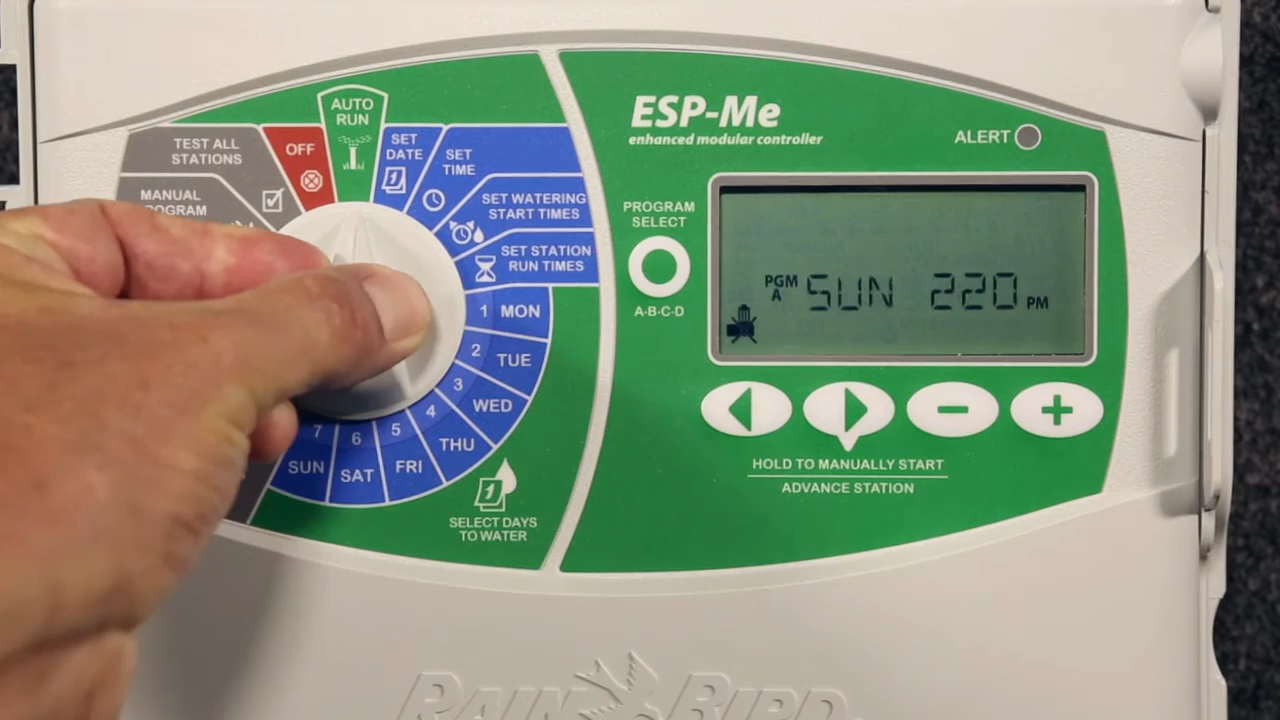 AUTO
RUN
TEST ALL
STATIONS
OFF
SET
DATE
SET
TIME
MANUAL
SET WATERING
START TIMES
SET STATION
RUN TIMES
1 MON
2 TUE
3 WED
4 THU
5 FRI
6 SAT
7 SUN
1
SELECT DAYS
TO WATER
ESP-Me
enhanced modular controller
ALERT
PROGRAM
SELECT
A-B-C-D
PGM
A
SUN 220 PM
HOLD TO MANUALLY START
ADVANCE STATION
RAIN BIRD